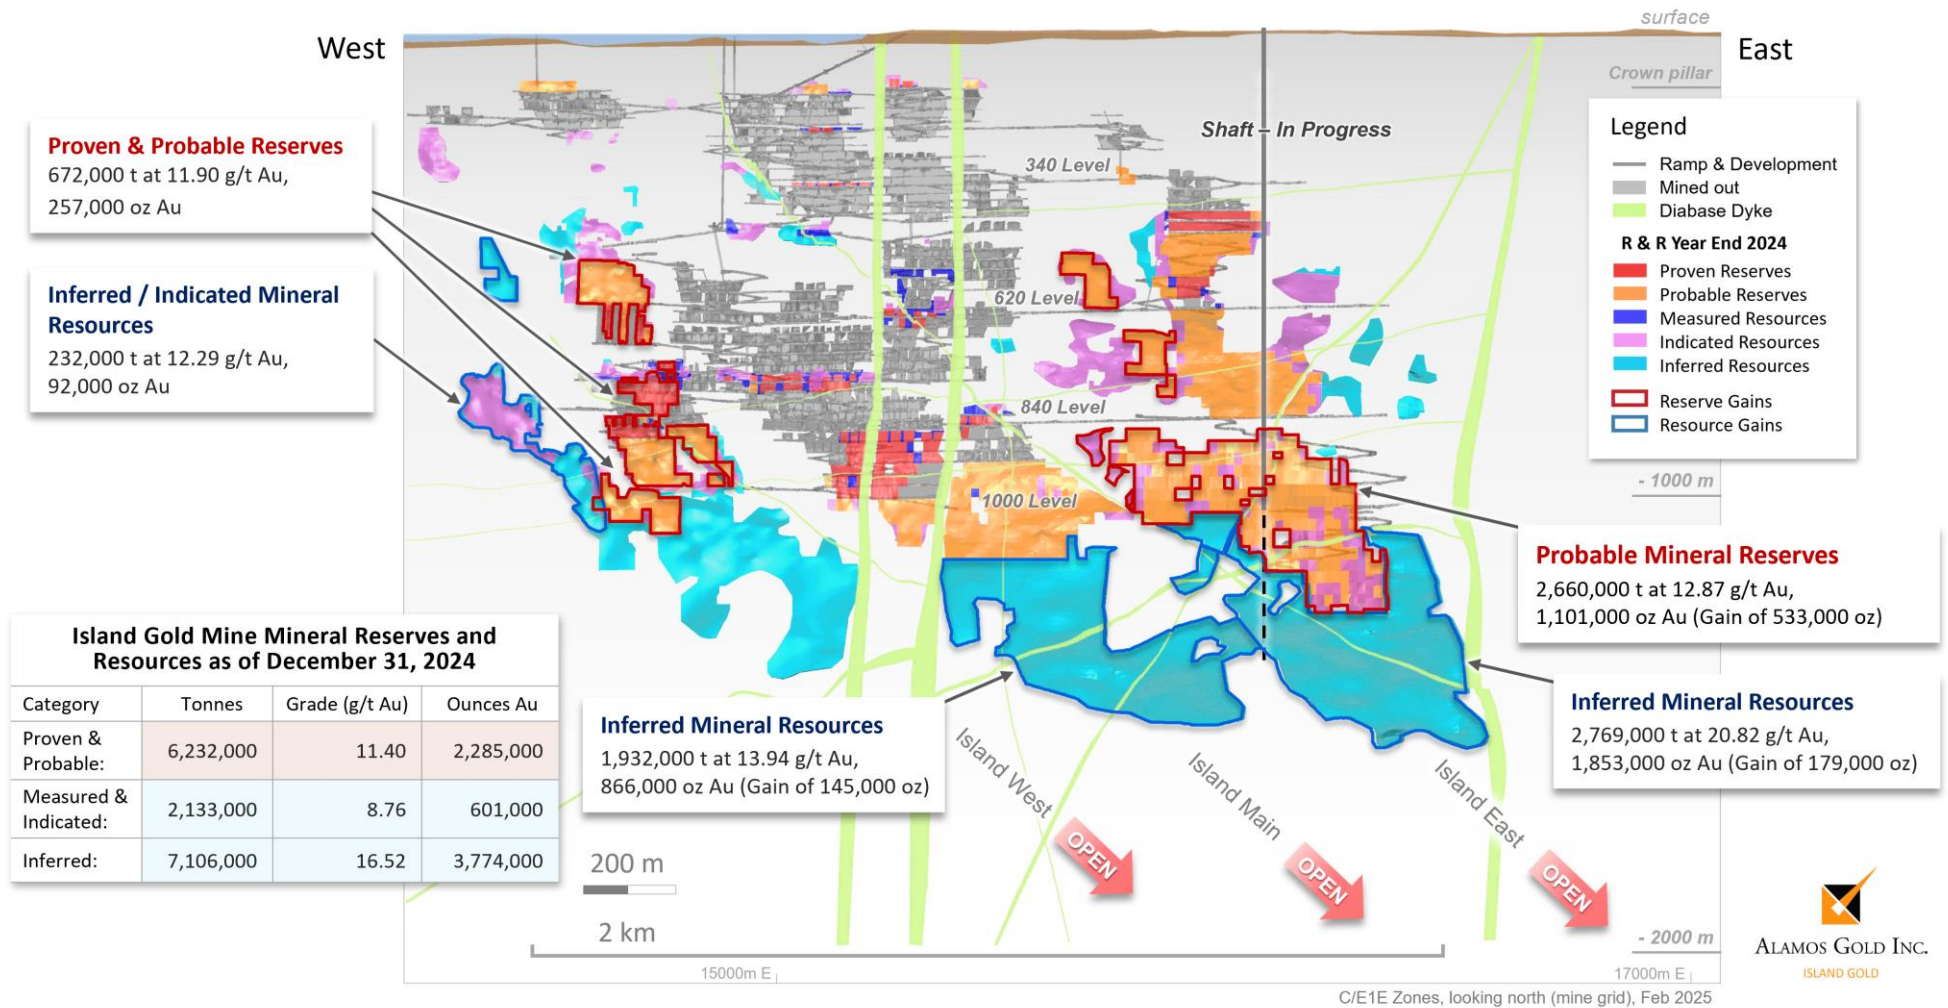 West
surface
East
Crown pillar
Shaft – In Progress
340 Level
620 Level
840 Level
1000 Level
- 1000 m
- 2000 m
Proven & Probable Reserves
672,000 t at 11.90 g/t Au,
257,000 oz Au
Inferred / Indicated Mineral
Resources
232,000 t at 12.29 g/t Au,
92,000 oz Au
Legend
Ramp & Development
Mined out
Diabase Dyke
R & R Year End 2024
Proven Reserves
Probable Reserves
Measured Resources
Indicated Resources
Inferred Resources
Reserve Gains
Resource Gains
Probable Mineral Reserves
2,660,000 t at 12.87 g/t Au,
1,101,000 oz Au (Gain of 533,000 oz)
Inferred Mineral Resources
2,769,000 t at 20.82 g/t Au,
1,853,000 oz Au (Gain of 179,000 oz)
Inferred Mineral Resources
1,932,000 t at 13.94 g/t Au,
866,000 oz Au (Gain of 145,000 oz)
Island Gold Mine Mineral Reserves and
Resources as of December 31, 2024
Category Tonnes Grade (g/t Au) Ounces Au
Proven &
Probable: 6,232,000 11.40 2,285,000
Measured &
Indicated: 2,133,000 8.76 601,000
Inferred: 7,106,000 16.52 3,774,000
Island West
Island Main
Island East
OPEN
OPEN
OPEN
200 m
2 km
15000m E
17000m E
ALAMOS GOLD INC.
ISLAND GOLD
C/E1E Zones, looking north (mine grid), Feb 2025